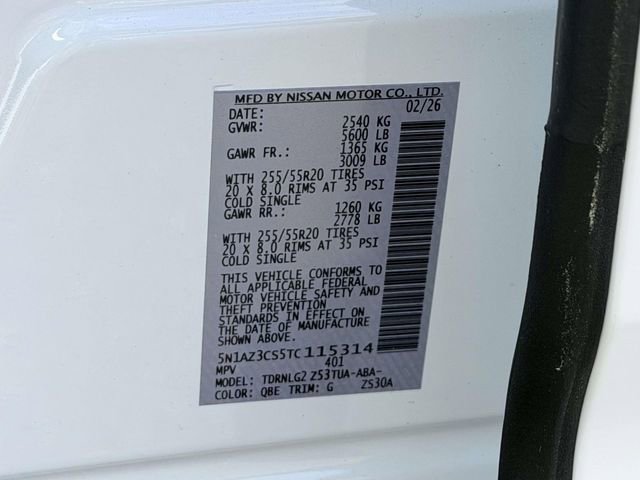 MFD BY NISSAN MOTOR CO., LTD.
DATE: 02/26
GVWR: 2540 KG
5600 LB
GAWR FR.: 1365 KG
3009 LB
WITH 255/55R20 TIRES
20 X 8.0 RIMS AT 35 PSI
COLD SINGLE
GAWR RR.: 1260 KG
2778 LB
WITH 255/55R20 TIRES
20 X 8.0 RIMS AT 35 PSI
COLD SINGLE
THIS VEHICLE CONFORMS TO
ALL APPLICABLE FEDERAL
MOTOR VEHICLE SAFETY AND
AND THEFT PREVENTION
STANDARDS IN EFFECT ON
THE DATE OF MANUFACTURE
SHOWN ABOVE.
5N1AZ3CS5TC115314
MPV 401
MODEL: TDRNLG2 Z53TUA-ABA-
COLOR: QBE TRIM: G Z530A